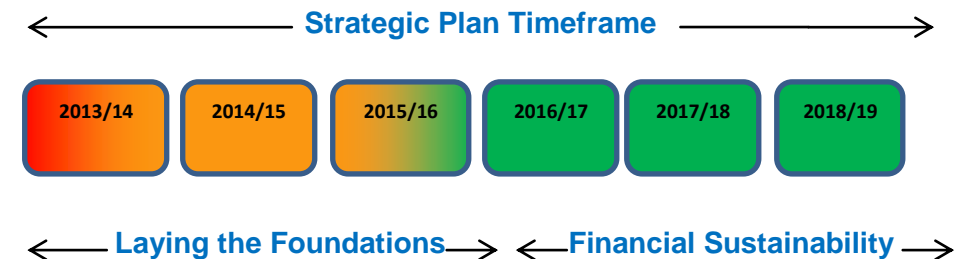 Strategic Plan Timeframe
2013/14 2014/15 2015/16 2016/17 2017/18 2018/19
Laying the Foundations Financial Sustainability